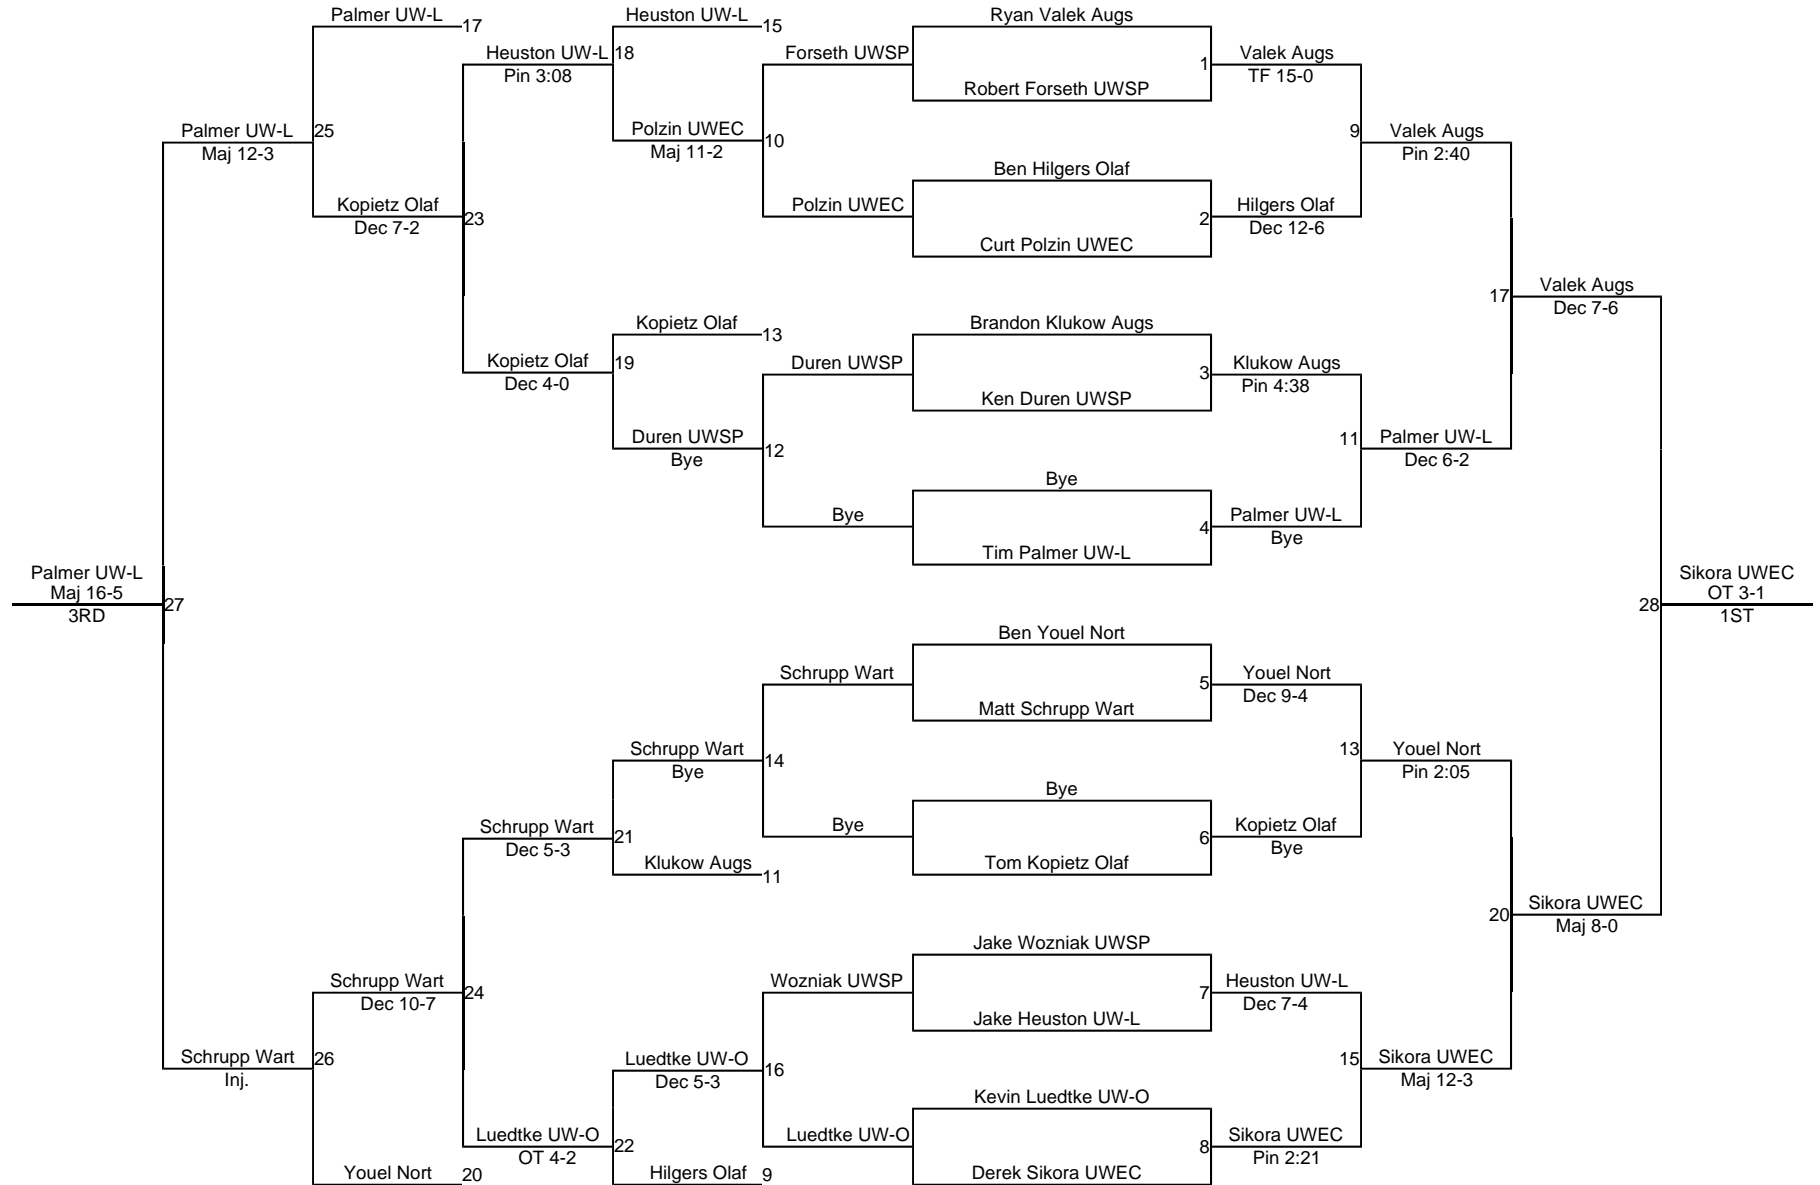 Palmer UW-L
17
Heuston UW-L
15
Ryan Valek Augs
Heuston UW-L
18
Pin 3:08
Forseth UWSP
1
Valek Augs
TF 15-0
Robert Forseth UWSP
Palmer UW-L
25
Maj 12-3
Polzin UWEC
10
Maj 11-2
9
Valek Augs
Pin 2:40
Ben Hilgers Olaf
Kopietz Olaf
23
Dec 7-2
Polzin UWEC
2
Hilgers Olaf
Dec 12-6
Curt Polzin UWEC
17
Valek Augs
Dec 7-6
Kopietz Olaf
13
Brandon Klukow Augs
Kopietz Olaf
19
Dec 4-0
Duren UWSP
3
Klukow Augs
Pin 4:38
Ken Duren UWSP
Duren UWSP
12
Bye
11
Palmer UW-L
Dec 6-2
Bye
Bye
4
Palmer UW-L
Bye
Tim Palmer UW-L
Palmer UW-L
Maj 16-5
27
3RD
Sikora UWEC
OT 3-1
28
1ST
Ben Youel Nort
Schrupp Wart
5
Youel Nort
Dec 9-4
Matt Schrupp Wart
Schrupp Wart
14
Bye
13
Youel Nort
Pin 2:05
Bye
Schrupp Wart
21
Dec 5-3
Bye
6
Kopietz Olaf
Bye
Klukow Augs
11
Tom Kopietz Olaf
20
Sikora UWEC
Maj 8-0
Jake Wozniak UWSP
Schrupp Wart
24
Dec 10-7
Wozniak UWSP
7
Heuston UW-L
Dec 7-4
Jake Heuston UW-L
Schrupp Wart
26
Inj.
Luedtke UW-O
16
Dec 5-3
15
Sikora UWEC
Maj 12-3
Kevin Luedtke UW-O
Luedtke UW-O
22
OT 4-2
Luedtke UW-O
8
Sikora UWEC
Pin 2:21
Youel Nort
20
Hilgers Olaf
9
Derek Sikora UWEC